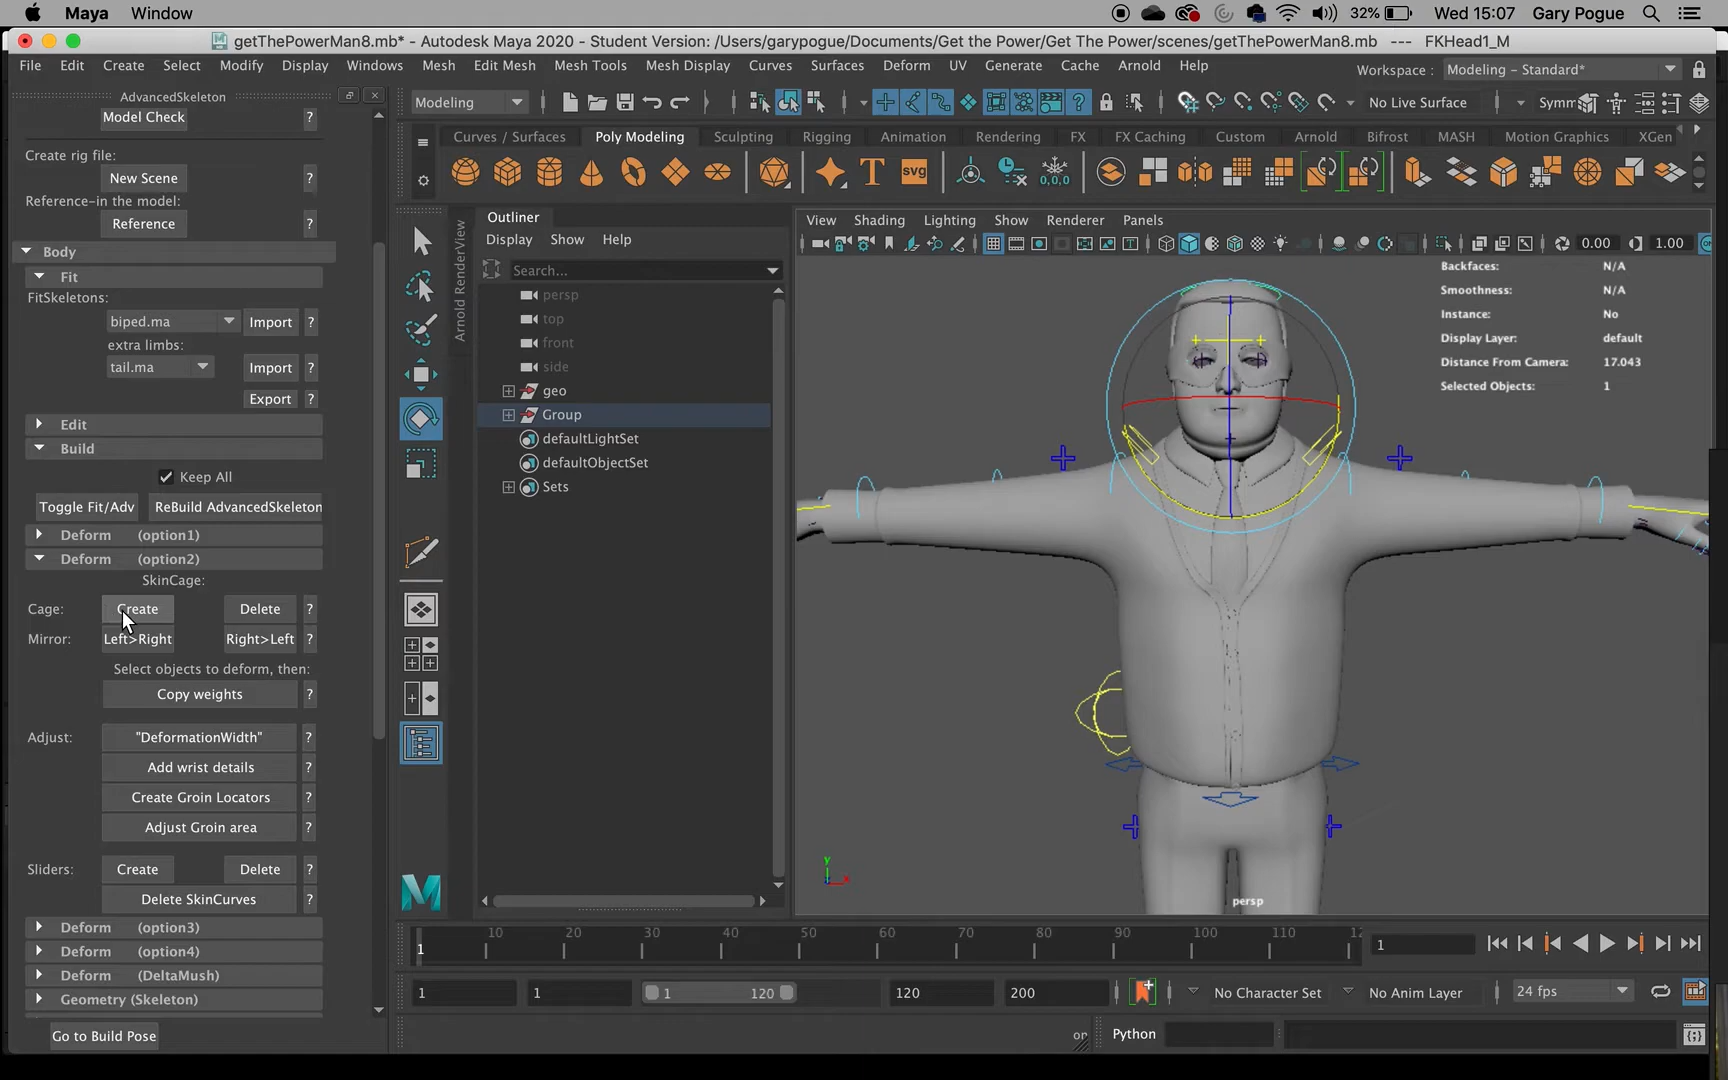 Maya Window 32% Wed 15:07 Gary Pogue
getThePowerMan8.mb* - Autodesk Maya 2020 - Student Version: /Users/garypogue/Documents/Get the Power/Get The Power/scenes/getThePowerMan8.mb --- FKHead1_M
File Edit Create Select Modify Display Windows Mesh Edit Mesh Mesh Tools Mesh Display Curves Surfaces Deform UV Generate Cache Arnold Help Workspace : Modeling - Standard*
AdvancedSkeleton
Modeling No Live Surface Symm
Model Check ?
Curves / Surfaces Poly Modeling Sculpting Rigging Animation Rendering FX FX Caching Custom Arnold Bifrost MASH Motion Graphics XGen
Create rig file:
New Scene ?
T svg 0,0,0
Reference-in the model:
Reference ?
Outliner
View Shading Lighting Show Renderer Panels
Display Show Help
0.00 1.00
Body
Fit
Search...
FitSkeletons:
biped.ma Import ?
extra limbs:
tail.ma Import ?
Export ?
Edit
Build
Keep All
Toggle Fit/Adv ReBuild AdvancedSkeleton
Deform (option1)
Deform (option2)
SkinCage:
Cage: Create Delete ?
Mirror: Left>Right Right>Left ?
Select objects to deform, then:
Copy weights ?
Adjust: "DeformationWidth" ?
Add wrist details ?
Create Groin Locators ?
Adjust Groin area ?
Sliders: Create Delete ?
Delete SkinCurves ?
Deform (option3)
Deform (option4)
Deform (DeltaMush)
Geometry (Skeleton)
Go to Build Pose
Arnold RenderView
persp
top
front
side
geo
Group
defaultLightSet
defaultObjectSet
Sets
Backfaces: N/A
Smoothness: N/A
Instance: No
Display Layer: default
Distance From Camera: 17.043
Selected Objects: 1
y
x
persp
1 10 20 30 40 50 60 70 80 90 100 110 12 1
1 1 1 120 120 200 No Character Set No Anim Layer 24 fps
or Python